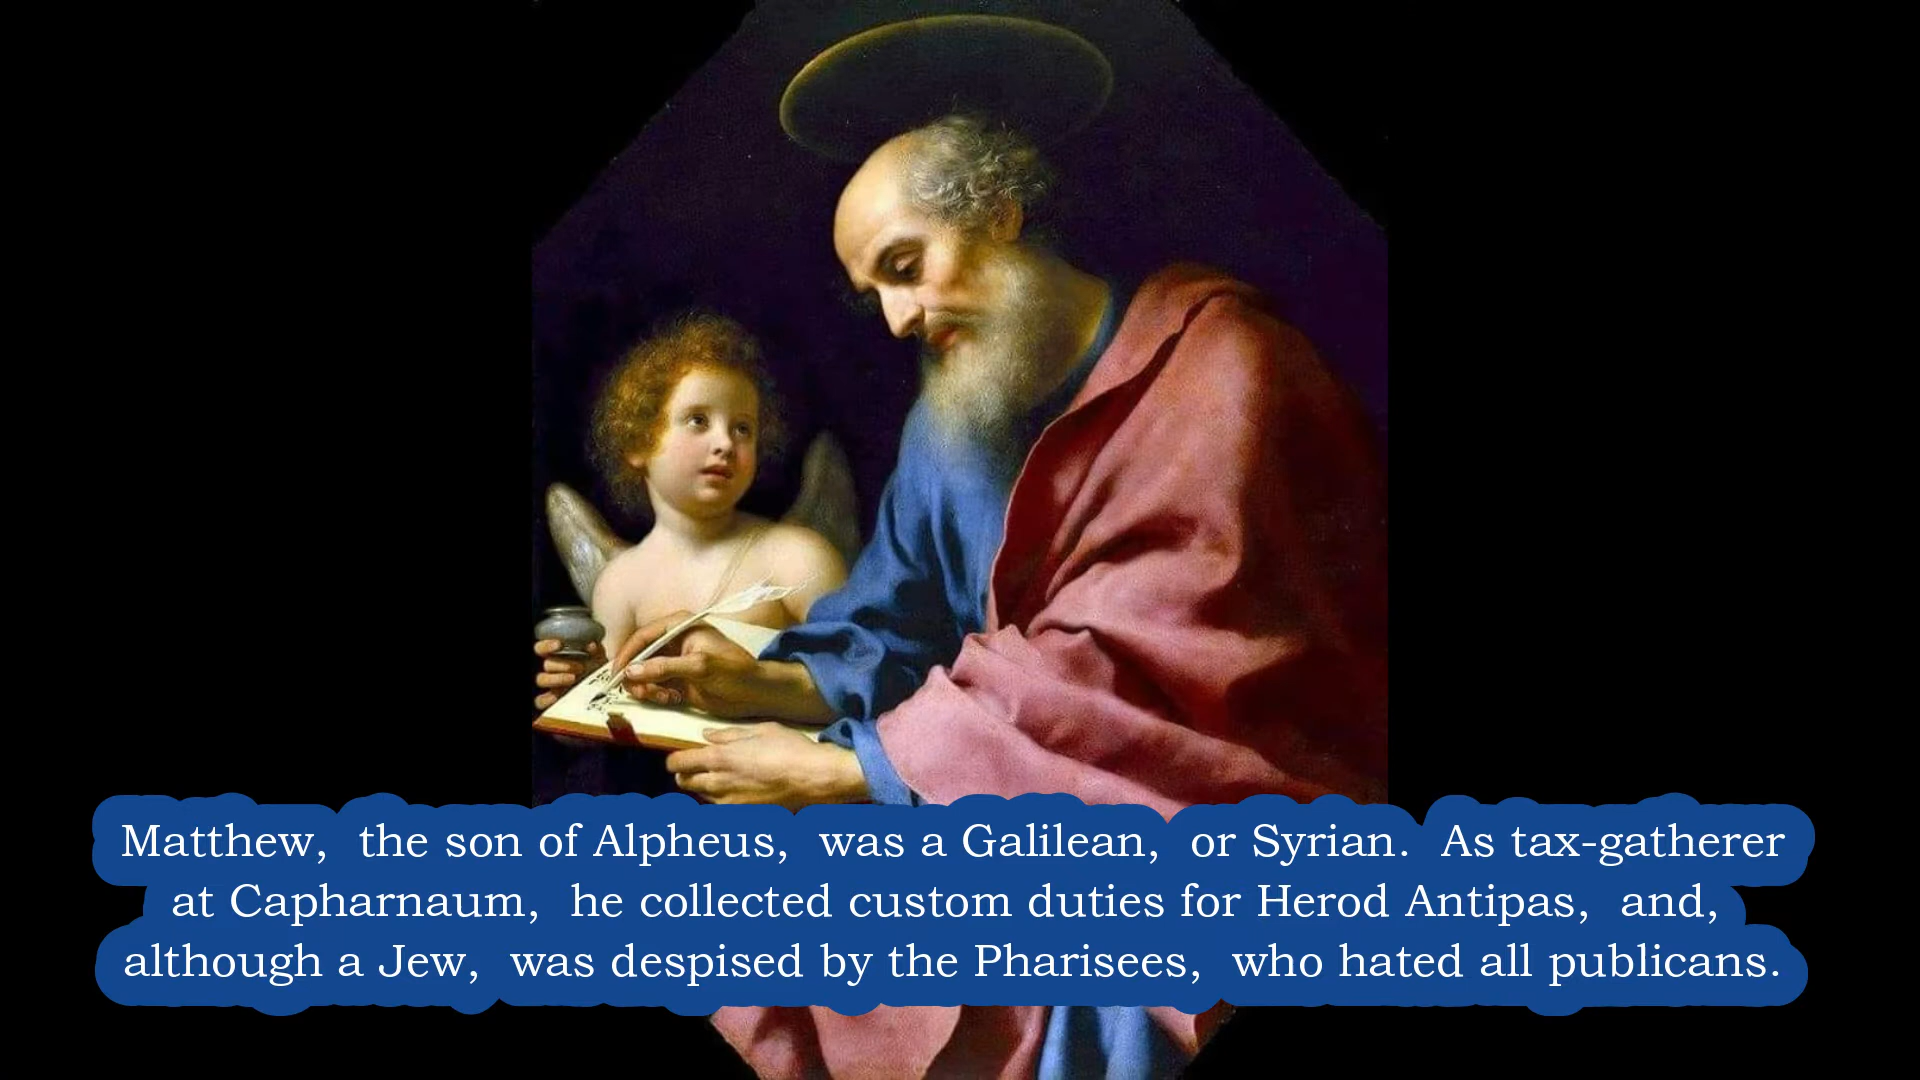 Matthew, the son of Alpheus, was a Galilean, or Syrian. As tax-gatherer
at Capharnaum, he collected custom duties for Herod Antipas, and,
although a Jew, was despised by the Pharisees, who hated all publicans.